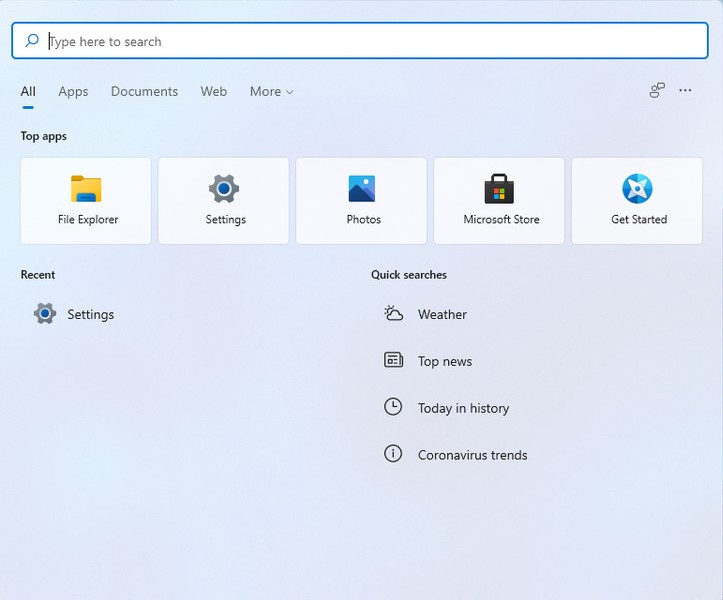 Type here to search
All Apps Documents Web More
Top apps
File Explorer Settings Photos Microsoft Store Get Started
Recent
Settings
Quick searches
Weather
Top news
Today in history
Coronavirus trends